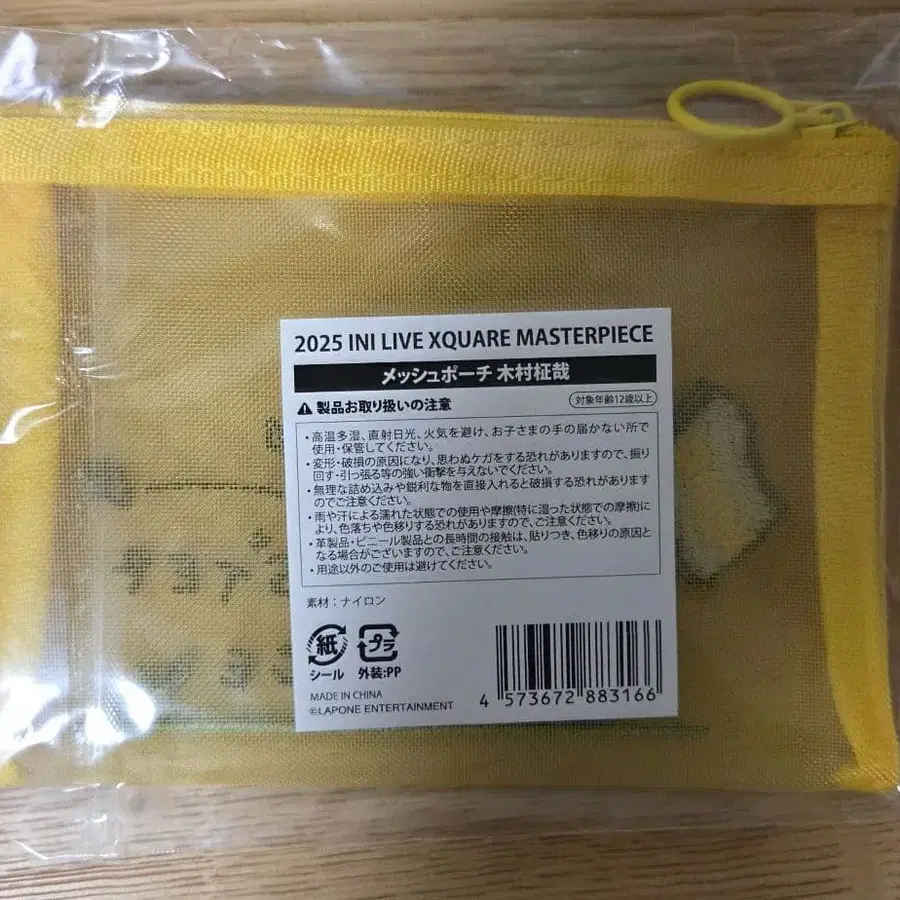 2025 INI LIVE XQUARE MASTERPIECE
メッシュポーチ 木村柾哉
製品お取り扱いの注意
対象年齢12歳以上
・高温多湿、直射日光、火気を避け、お子さまの手の届かない所で
使用・保管してください。
・変形・破損の原因になり、思わぬケガをする恐れがありますので、振り
回す・引っ張る等の強い衝撃を与えないでください。
・無理な詰め込みや鋭利な物を直接入れると破損する恐れがあります
のでご注意ください。
・雨や汗による濡れた状態での使用や摩擦(特に湿った状態での摩擦)に
より、色落ちや色移りする恐れがありますので、ご注意ください。
・革製品・ビニール製品との長時間の接触は、貼りつき、色移りの原因と
なる場合がございますので、ご注意ください。
・用途以外のご使用は避けてください。
素材：ナイロン
紙
プラ
シール
外装:PP
MADE IN CHINA
©LAPONE ENTERTAINMENT
4 573672 883166